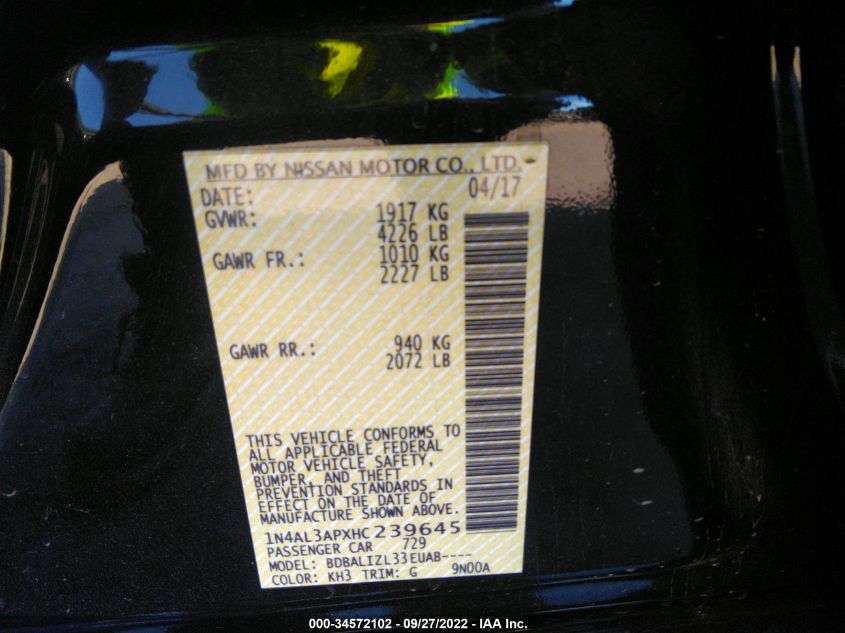 MFD BY NISSAN MOTOR CO., LTD.
DATE: 04/17
GVWR: 1917 KG
4226 LB
GAWR FR.: 1010 KG
2227 LB
GAWR RR.: 940 KG
2072 LB
THIS VEHICLE CONFORMS TO
ALL APPLICABLE FEDERAL
MOTOR VEHICLE SAFETY,
BUMPER, AND THEFT
PREVENTION STANDARDS IN
EFFECT ON THE DATE OF
MANUFACTURE SHOWN ABOVE.
1N4AL3APXHC239645
PASSENGER CAR 729
MODEL: BDBALIZL33EUAB----
COLOR: KH3 TRIM: G 9N00A
000-34572102 - 09/27/2022 - IAA Inc.